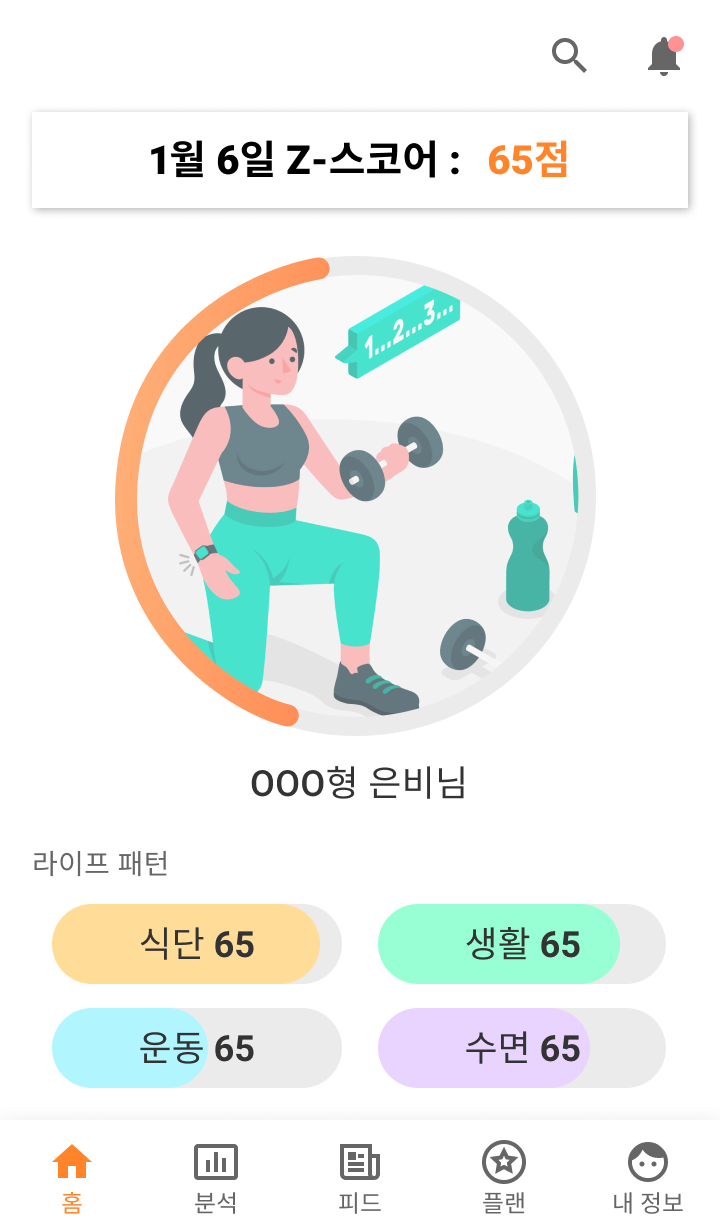 1월 6일 Z-스코어 : 65점
1...2...3...
OOO형 은비님
라이프 패턴
식단 65
생활 65
운동 65
수면 65
홈
분석
피드
플랜
내 정보